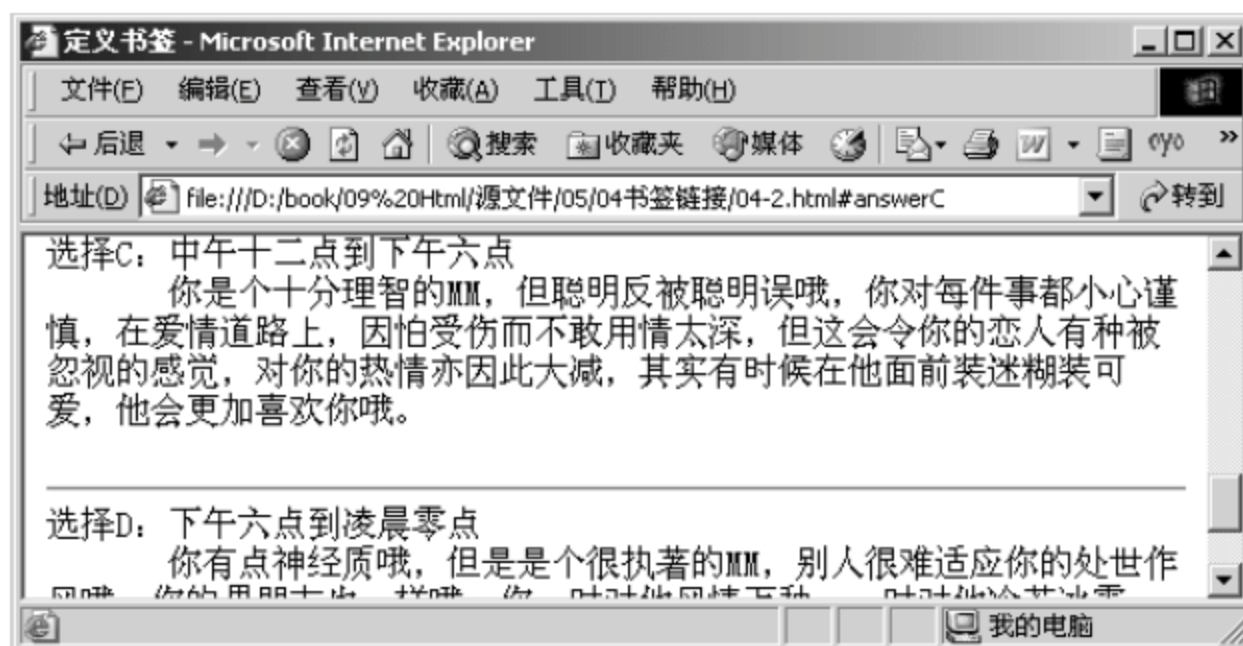 定义书签 - Microsoft Internet Explorer
文件(F) 编辑(E) 查看(V) 收藏(A) 工具(T) 帮助(H)
后退 搜索 收藏夹 媒体 »
地址(D) file:///D:/book/09%20Html/源文件/05/04书签链接/04-2.html#answerC 转到
选择C：中午十二点到下午六点
你是个十分理智的MM，但聪明反被聪明误哦，你对每件事都小心谨
慎，在爱情道路上，因怕受伤而不敢用情太深，但这会令你的恋人有种被
忽视的感觉，对你的热情亦因此大减，其实有时候在他面前装迷糊装可
爱，他会更加喜欢你哦。
选择D：下午六点到凌晨零点
你有点神经质哦，但是是个很执著的MM，别人很难适应你的处世作
我的电脑